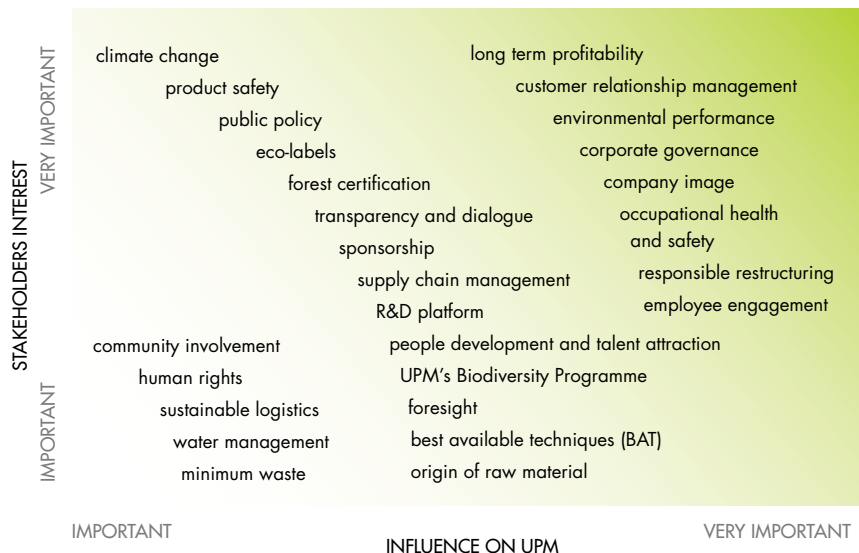 STAKEHOLDERS INTEREST
VERY IMPORTANT
IMPORTANT
climate change
product safety
public policy
eco-labels
forest certification
transparency and dialogue
sponsorship
supply chain management
R&D platform
people development and talent attraction
UPM's Biodiversity Programme
foresight
best available techniques (BAT)
origin of raw material
long term profitability
customer relationship management
environmental performance
corporate governance
company image
occupational health
and safety
responsible restructuring
employee engagement
community involvement
human rights
sustainable logistics
water management
minimum waste
IMPORTANT
INFLUENCE ON UPM
VERY IMPORTANT